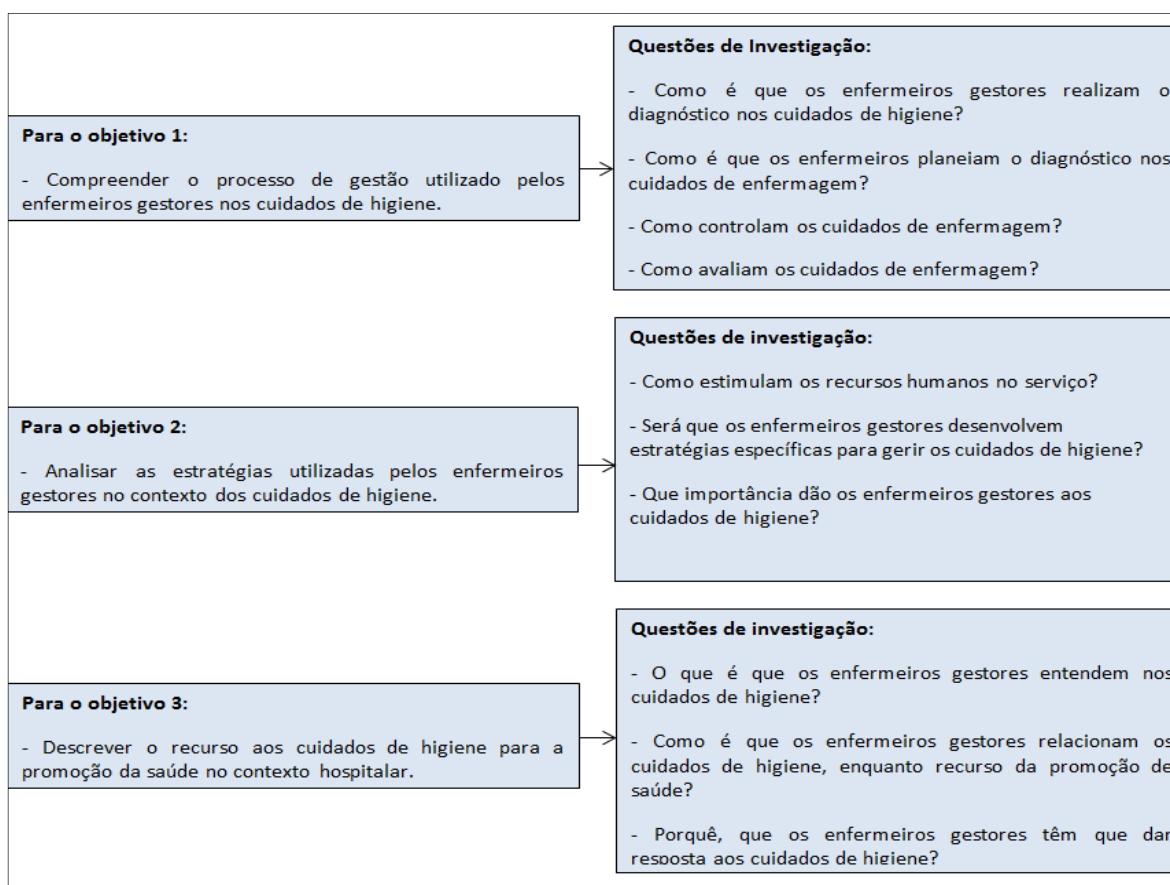 Para o objetivo 1:
- Compreender o processo de gestão utilizado pelos
enfermeiros gestores nos cuidados de higiene.
Questões de Investigação:
- Como é que os enfermeiros gestores realizam o
diagnóstico nos cuidados de higiene?
- Como é que os enfermeiros planeiam o diagnóstico nos
cuidados de enfermagem?
- Como controlam os cuidados de enfermagem?
- Como avaliam os cuidados de enfermagem?
Para o objetivo 2:
- Analisar as estratégias utilizadas pelos enfermeiros
gestores no contexto dos cuidados de higiene.
Questões de investigação:
- Como estimulam os recursos humanos no serviço?
- Será que os enfermeiros gestores desenvolvem
estratégias específicas para gerir os cuidados de higiene?
- Que importância dão os enfermeiros gestores aos
cuidados de higiene?
Para o objetivo 3:
- Descrever o recurso aos cuidados de higiene para a
promoção da saúde no contexto hospitalar.
Questões de investigação:
- O que é que os enfermeiros gestores entendem nos
cuidados de higiene?
- Como é que os enfermeiros gestores relacionam os
cuidados de higiene, enquanto recurso da promoção de
saúde?
- Porquê, que os enfermeiros gestores têm que dar
resposta aos cuidados de higiene?